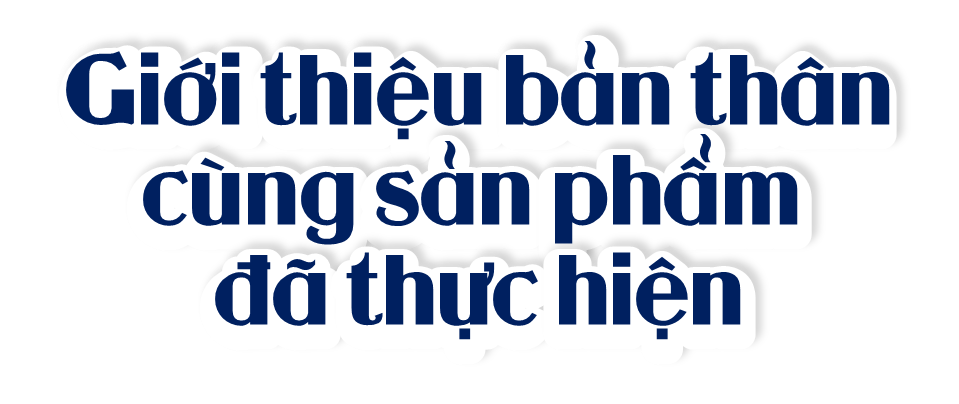 Giới thiệu bản thân
cùng sản phẩm
đã thực hiện